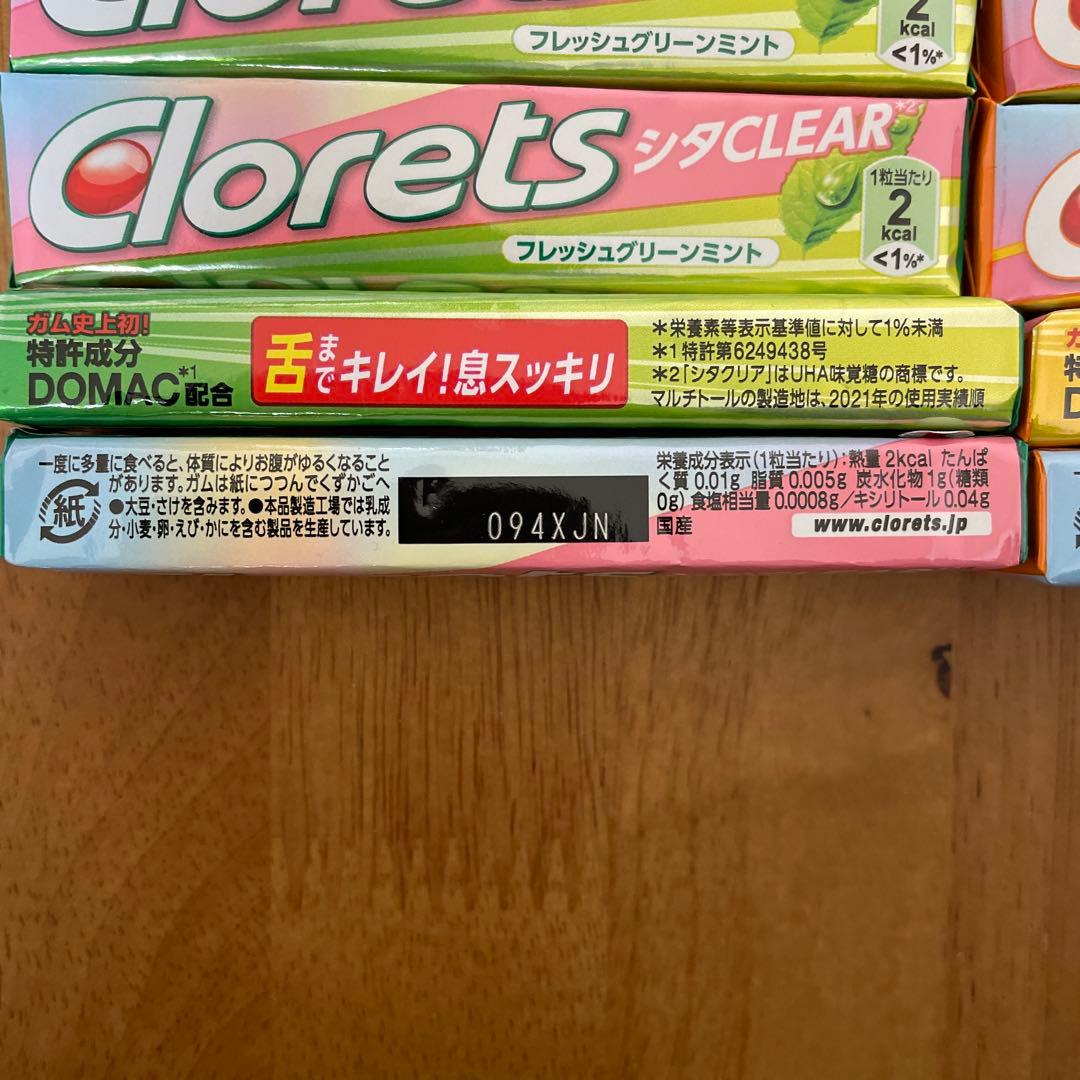 2
kcal
<1%*
フレッシュグリーンミント
Clorets シタCLEAR*2
1粒当たり
2
kcal
<1%*
フレッシュグリーンミント
ガム史上初!
特許成分
DOMAC*1配合
舌までキレイ!息スッキリ
*栄養素等表示基準値に対して1%未満
*1 特許第6249438号
*2「シタクリア」はUHA味覚糖の商標です。
マルチトールの製造地は、2021年の使用実績順
一度に多量に食べると、体質によりお腹がゆるくなること
があります。ガムは紙につつんでくずかごへ
紙
●大豆・さけを含みます。●本品製造工場では乳成
分・小麦・卵・えび・かにを含む製品を生産しています。
094XJN
栄養成分表示(1粒当たり):熱量 2kcal たんぱ
く質 0.01g 脂質 0.005g 炭水化物 1g(糖類
0g) 食塩相当量 0.0008g/キシリトール 0.04g
国産
www.clorets.jp